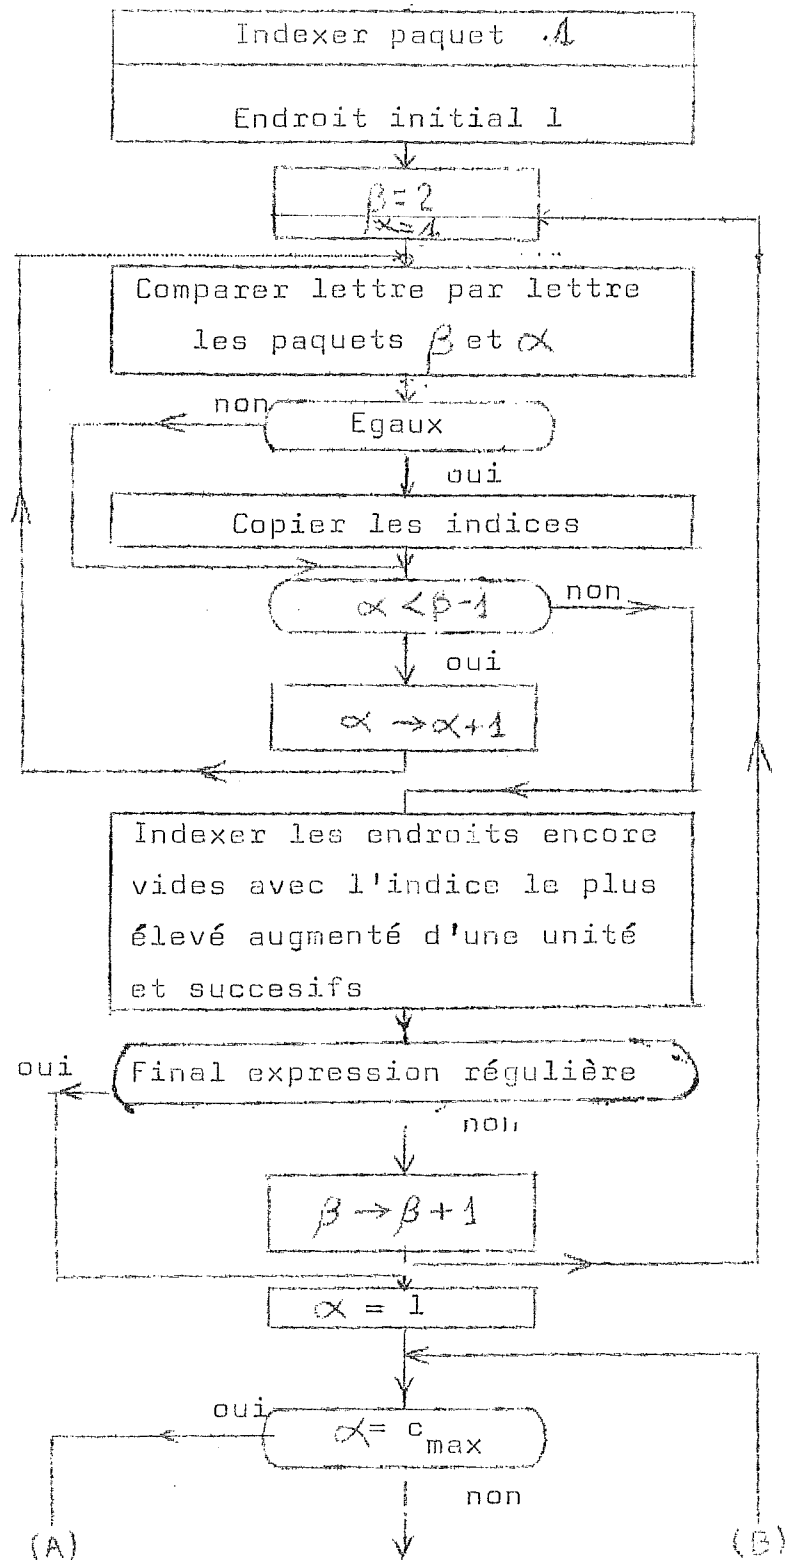 Indexer paquet .1
Endroit initial 1
β=2
α=1
Comparer lettre par lettre
les paquets β et α
non
Egaux
oui
Copier les indices
α < β-1
non
oui
α → α+1
Indexer les endroits encore
vides avec l'indice le plus
élevé augmenté d'une unité
et succesifs
oui
Final expression régulière
non
β → β+1
α = 1
oui
α = c max
non
(A)
(B)